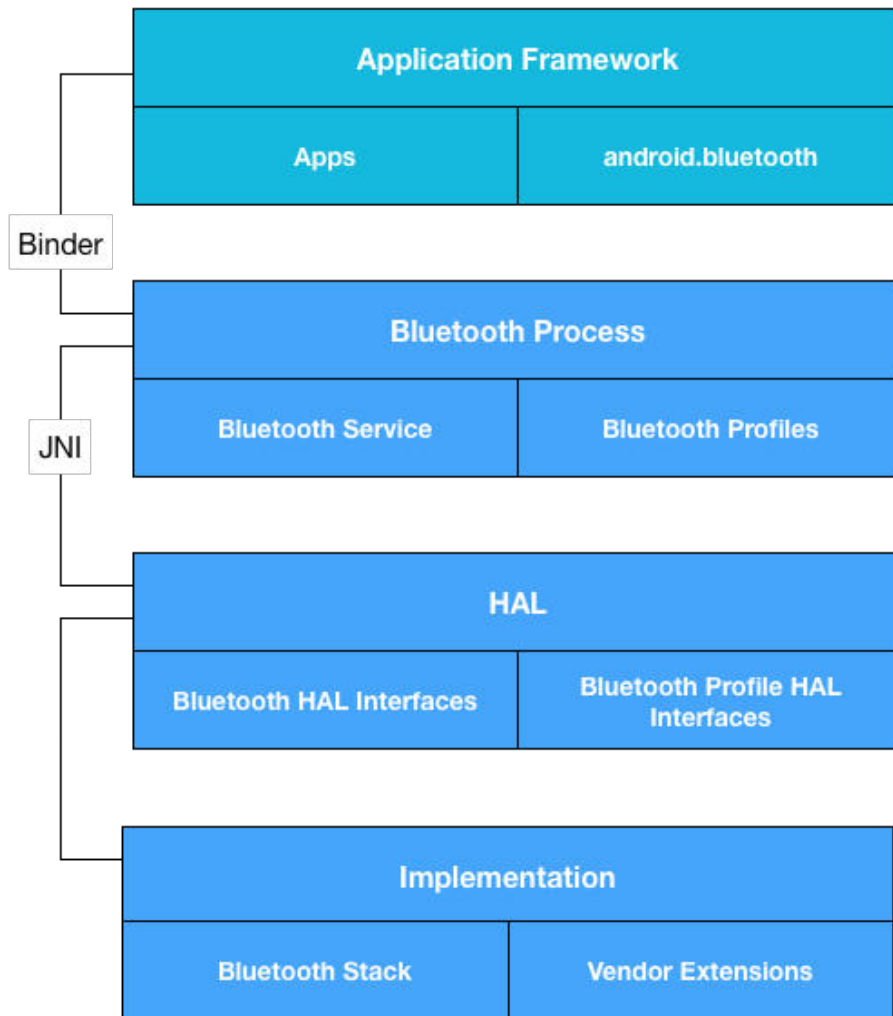 Application Framework
Apps
android.bluetooth
Binder
Bluetooth Process
Bluetooth Service
Bluetooth Profiles
JNI
HAL
Bluetooth HAL Interfaces
Bluetooth Profile HAL
Interfaces
Implementation
Bluetooth Stack
Vendor Extensions